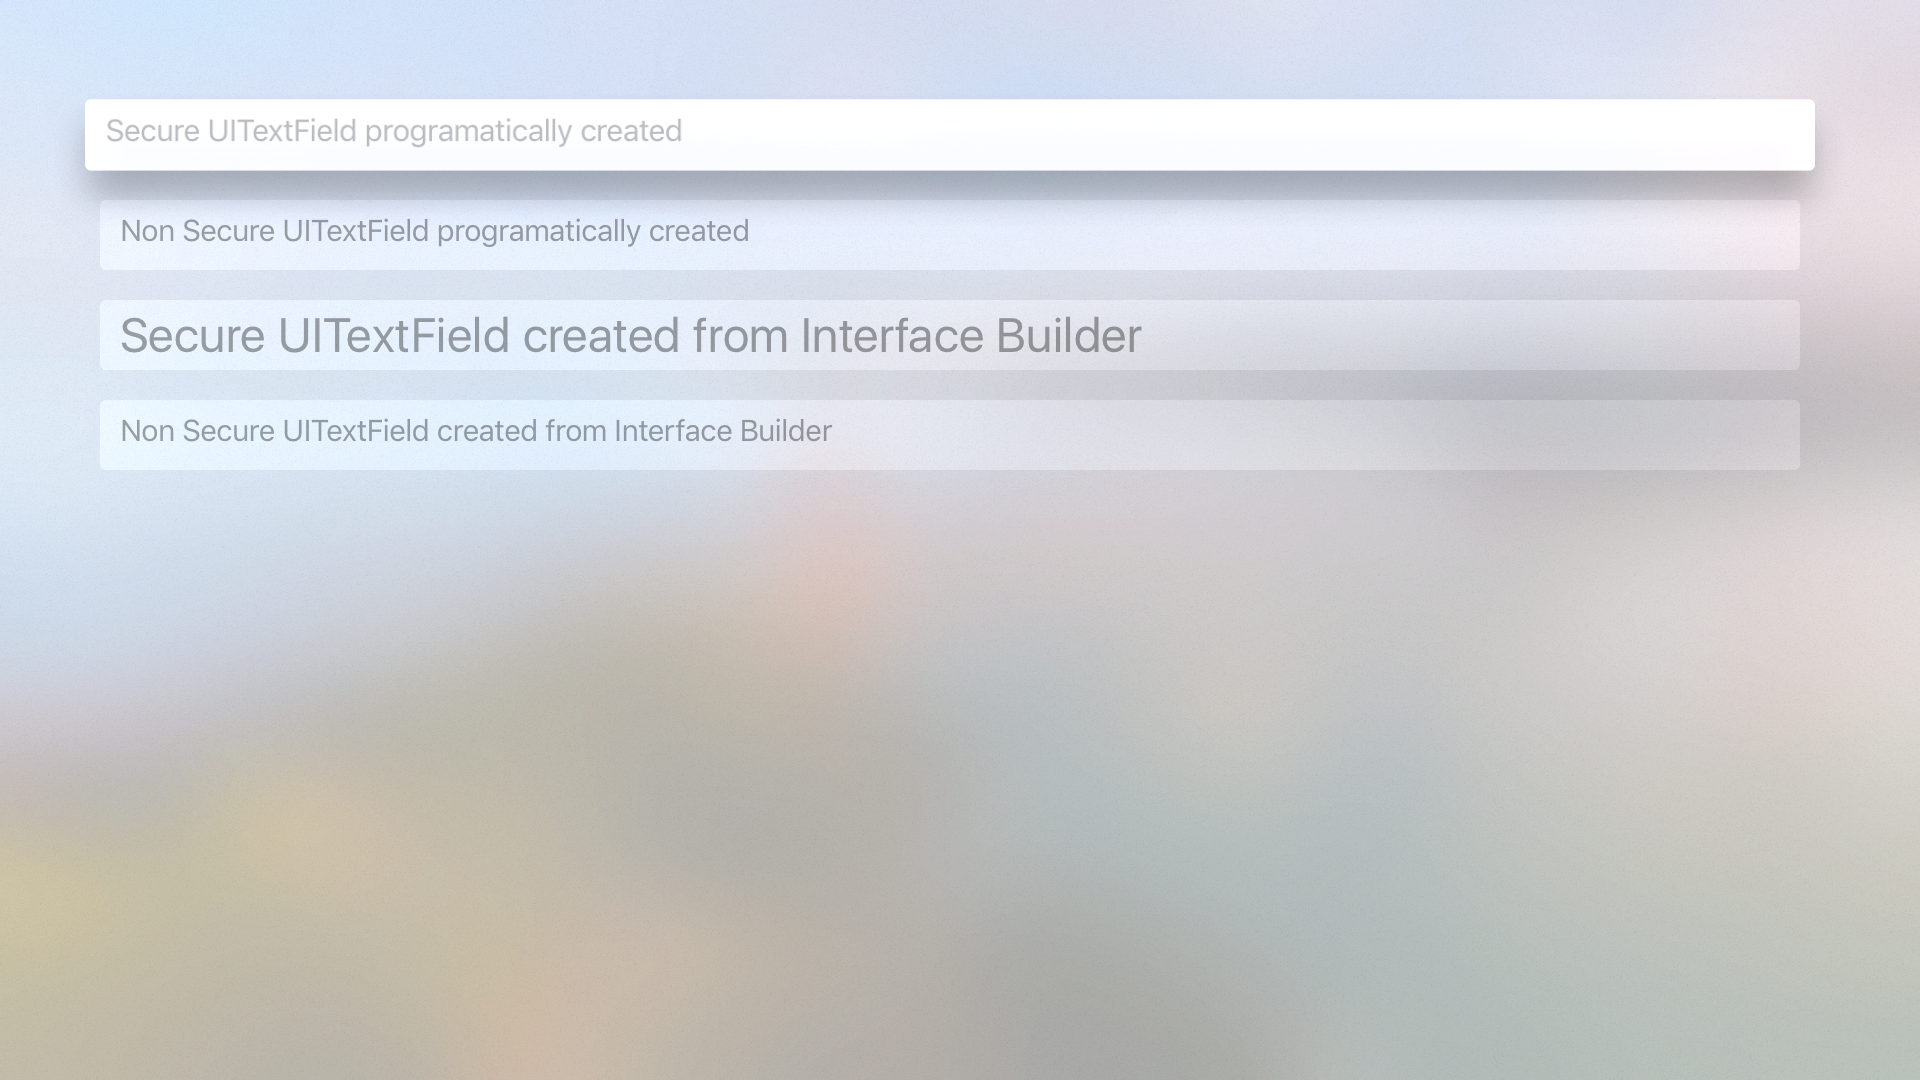 Secure UITextField programatically created
Non Secure UITextField programatically created
Secure UITextField created from Interface Builder
Non Secure UITextField created from Interface Builder